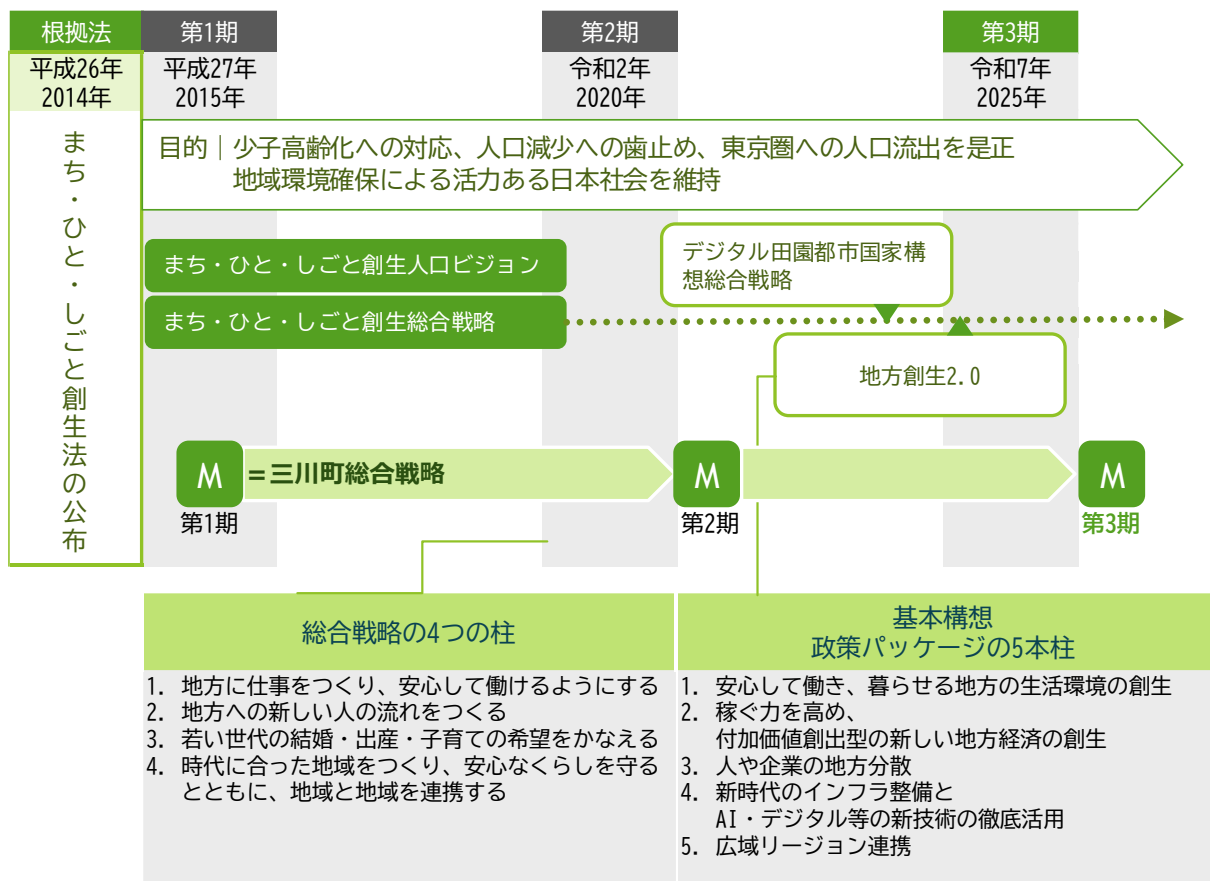 根拠法
第1期
第2期
第3期
平成26年
2014年
平成27年
2015年
令和2年
2020年
令和7年
2025年
まち・ひと・しごと創生法の公布
目的｜少子高齢化への対応、人口減少への歯止め、東京圏への人口流出を是正
地域環境確保による活力ある日本社会を維持
まち・ひと・しごと創生人口ビジョン
まち・ひと・しごと創生総合戦略
デジタル田園都市国家構
想総合戦略
地方創生2.0
M
=三川町総合戦略
M
M
第1期
第2期
第3期
総合戦略の4つの柱
1. 地方に仕事をつくり、安心して働けるようにする
2. 地方への新しい人の流れをつくる
3. 若い世代の結婚・出産・子育ての希望をかなえる
4. 時代に合った地域をつくり、安心なくらしを守る
とともに、地域と地域を連携する
基本構想
政策パッケージの5本柱
1. 安心して働き、暮らせる地方の生活環境の創生
2. 稼ぐ力を高め、
付加価値創出型の新しい地方経済の創生
3. 人や企業の地方分散
4. 新時代のインフラ整備と
AI・デジタル等の新技術の徹底活用
5. 広域リージョン連携